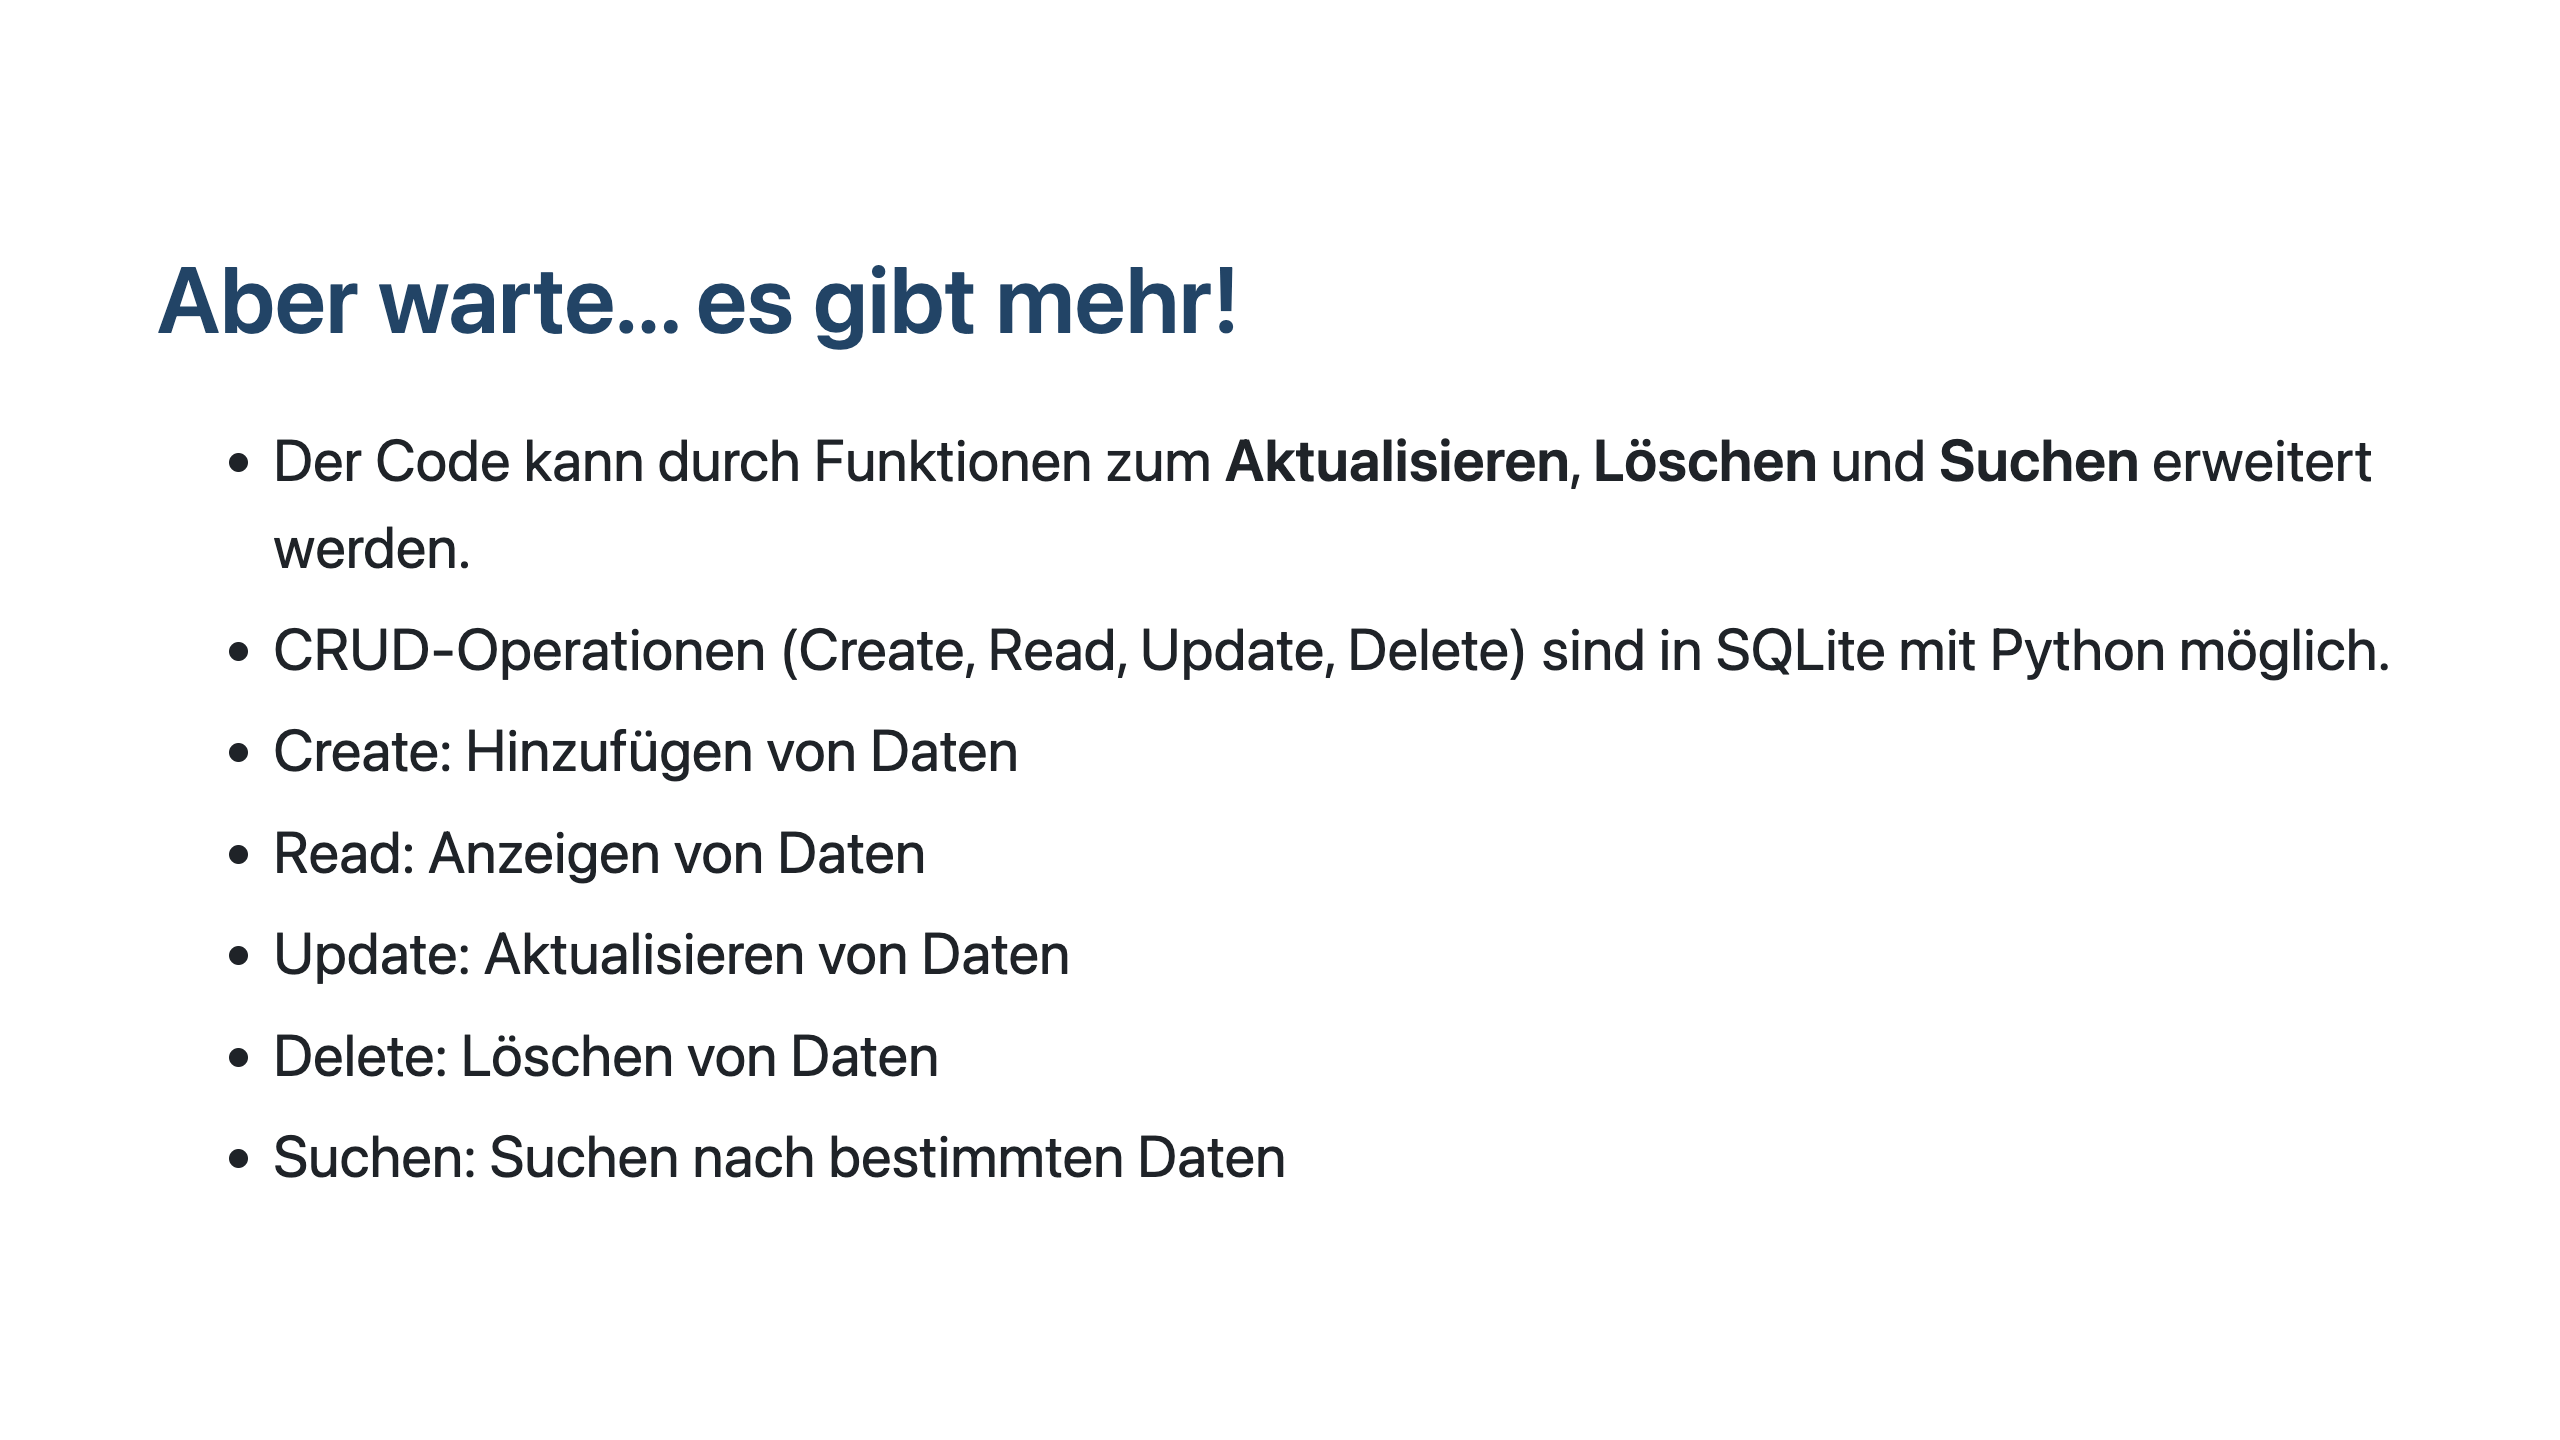 Aber warte... es gibt mehr!
• Der Code kann durch Funktionen zum Aktualisieren, Löschen und Suchen erweitert
werden.
• CRUD-Operationen (Create, Read, Update, Delete) sind in SQLite mit Python möglich.
• Create: Hinzufügen von Daten
• Read: Anzeigen von Daten
• Update: Aktualisieren von Daten
• Delete: Löschen von Daten
• Suchen: Suchen nach bestimmten Daten